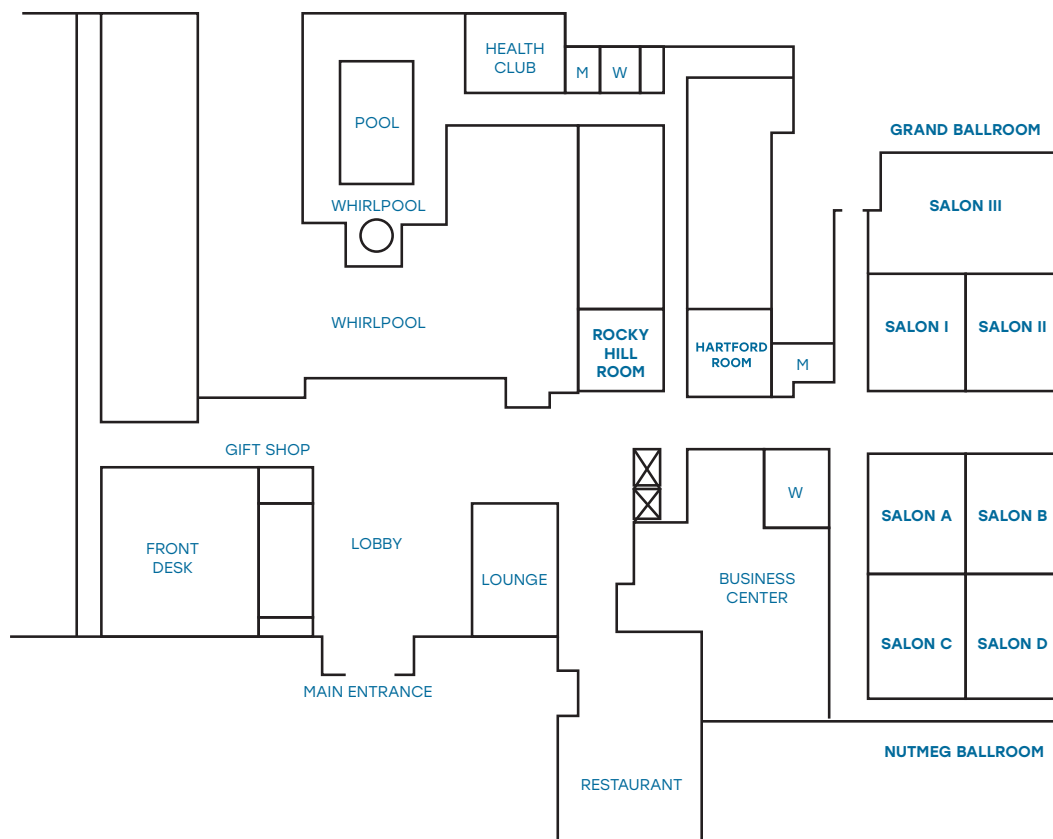 HEALTH
CLUB
M
W
POOL
GRAND BALLROOM
WHIRLPOOL
SALON III
WHIRLPOOL
SALON I
SALON II
ROCKY
HILL
ROOM
HARTFORD
ROOM
M
GIFT SHOP
W
SALON A
SALON B
FRONT
DESK
LOBBY
LOUNGE
BUSINESS
CENTER
SALON C
SALON D
MAIN ENTRANCE
NUTMEG BALLROOM
RESTAURANT